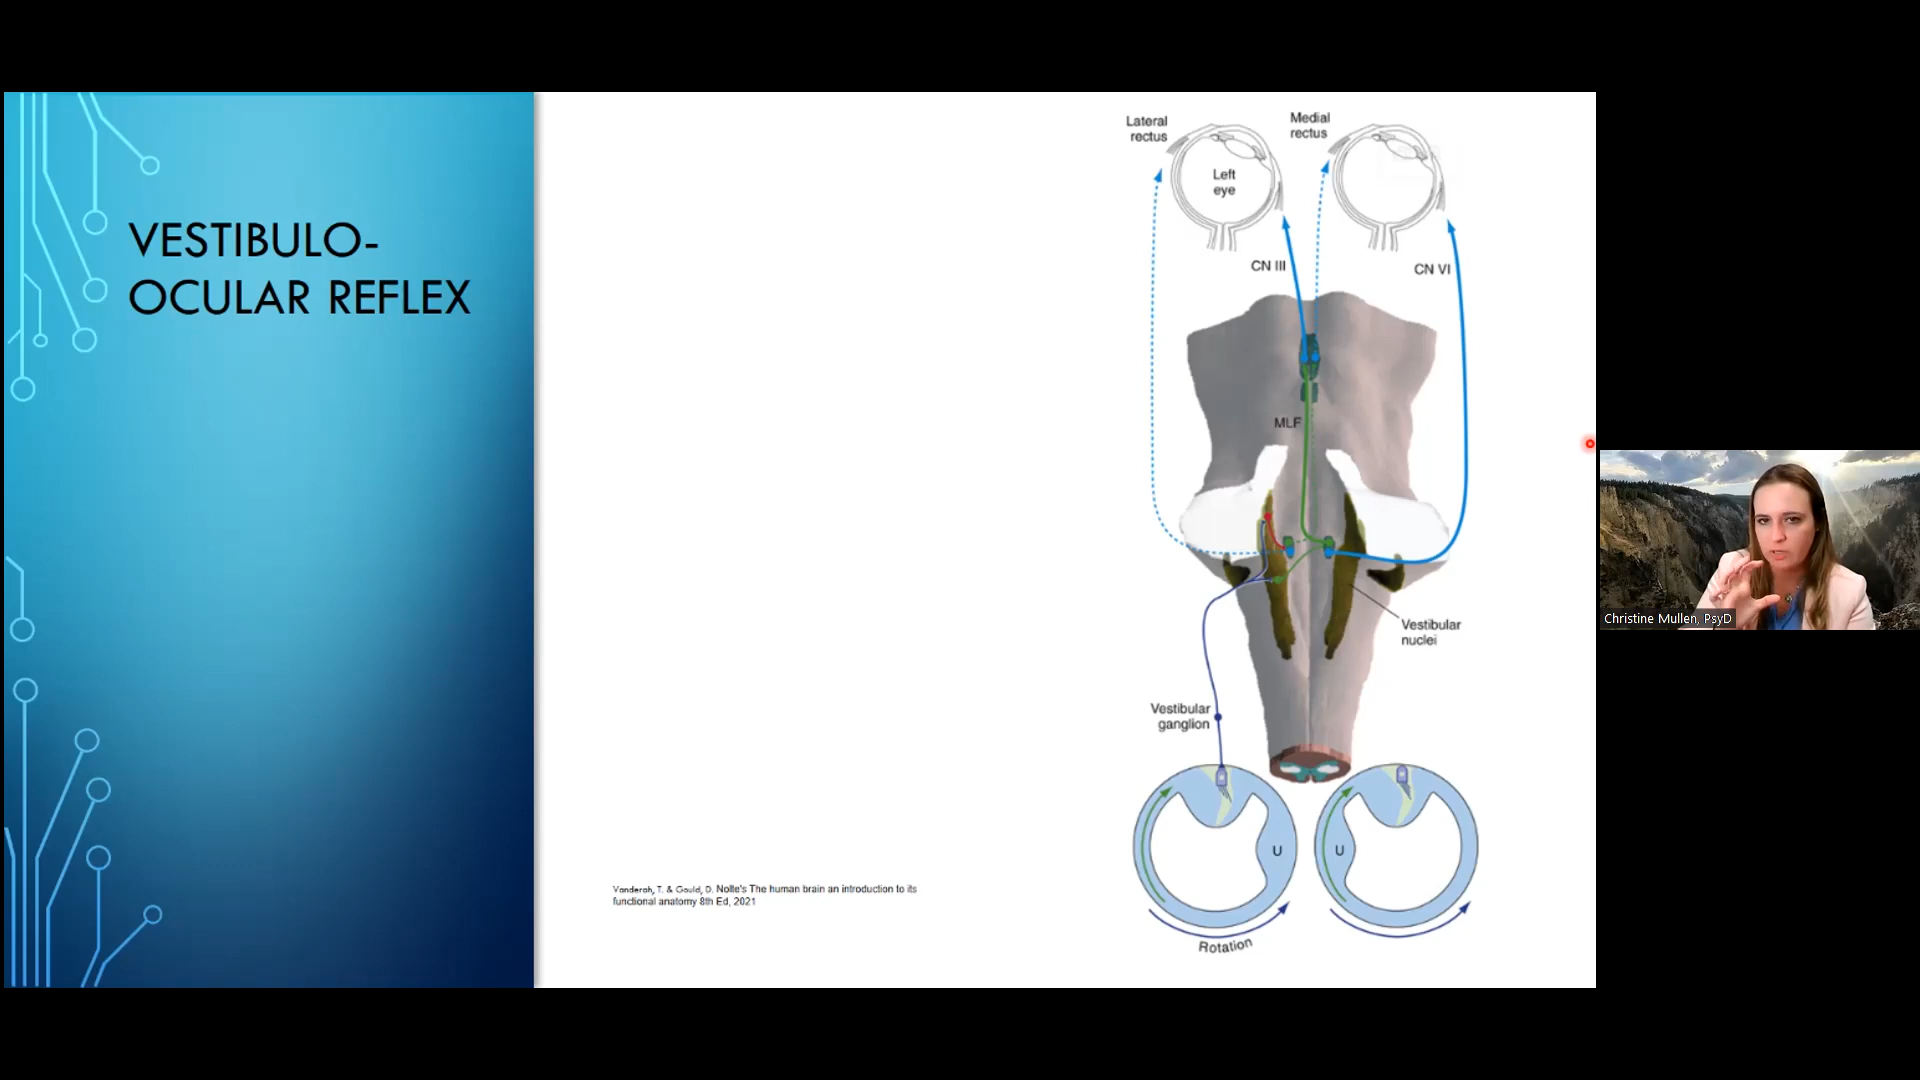 VESTIBULO-
OCULAR REFLEX
Lateral
rectus
Medial
rectus
Left
eye
CN III
CN VI
MLF
Vestibular
nuclei
Vestibular
ganglion
U
U
Rotation
Vanderah, T. & Gould, D. Nolte's The human brain an introduction to its
functional anatomy 8th Ed, 2021
Christine Mullen, PsyD